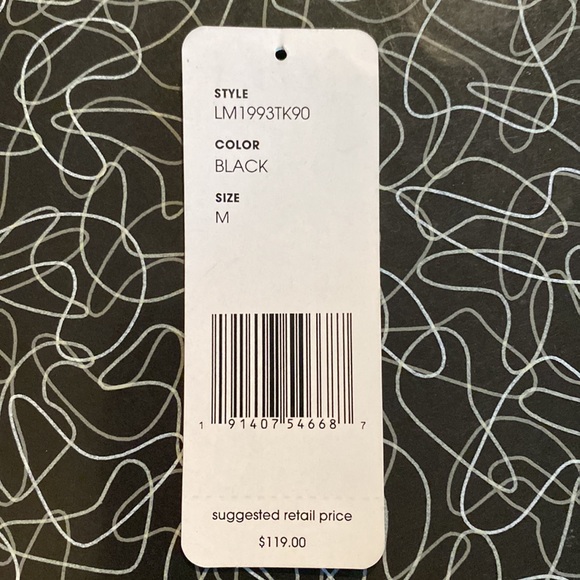 STYLE
LM1993TK90
COLOR
BLACK
SIZE
M
1 91407 54668 7
suggested retail price
$119.00